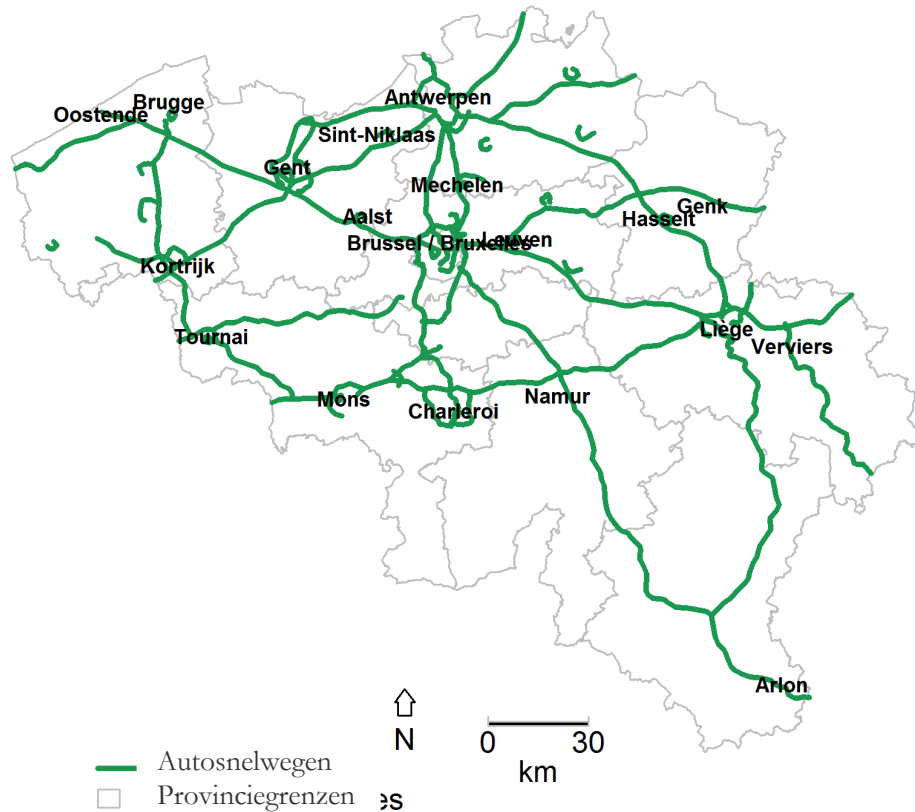 Antwerpen
Brugge
Oostende
Sint-Niklaas
Gent
Mechelen
Genk
Aalst
Hasselt
Leuven
Brussel / Bruxelles
Kortrijk
Liège
Tournai
Verviers
Namur
Mons
Charleroi
Arlon
N
0 30
km
Autosnelwegen
Provinciegrenzen